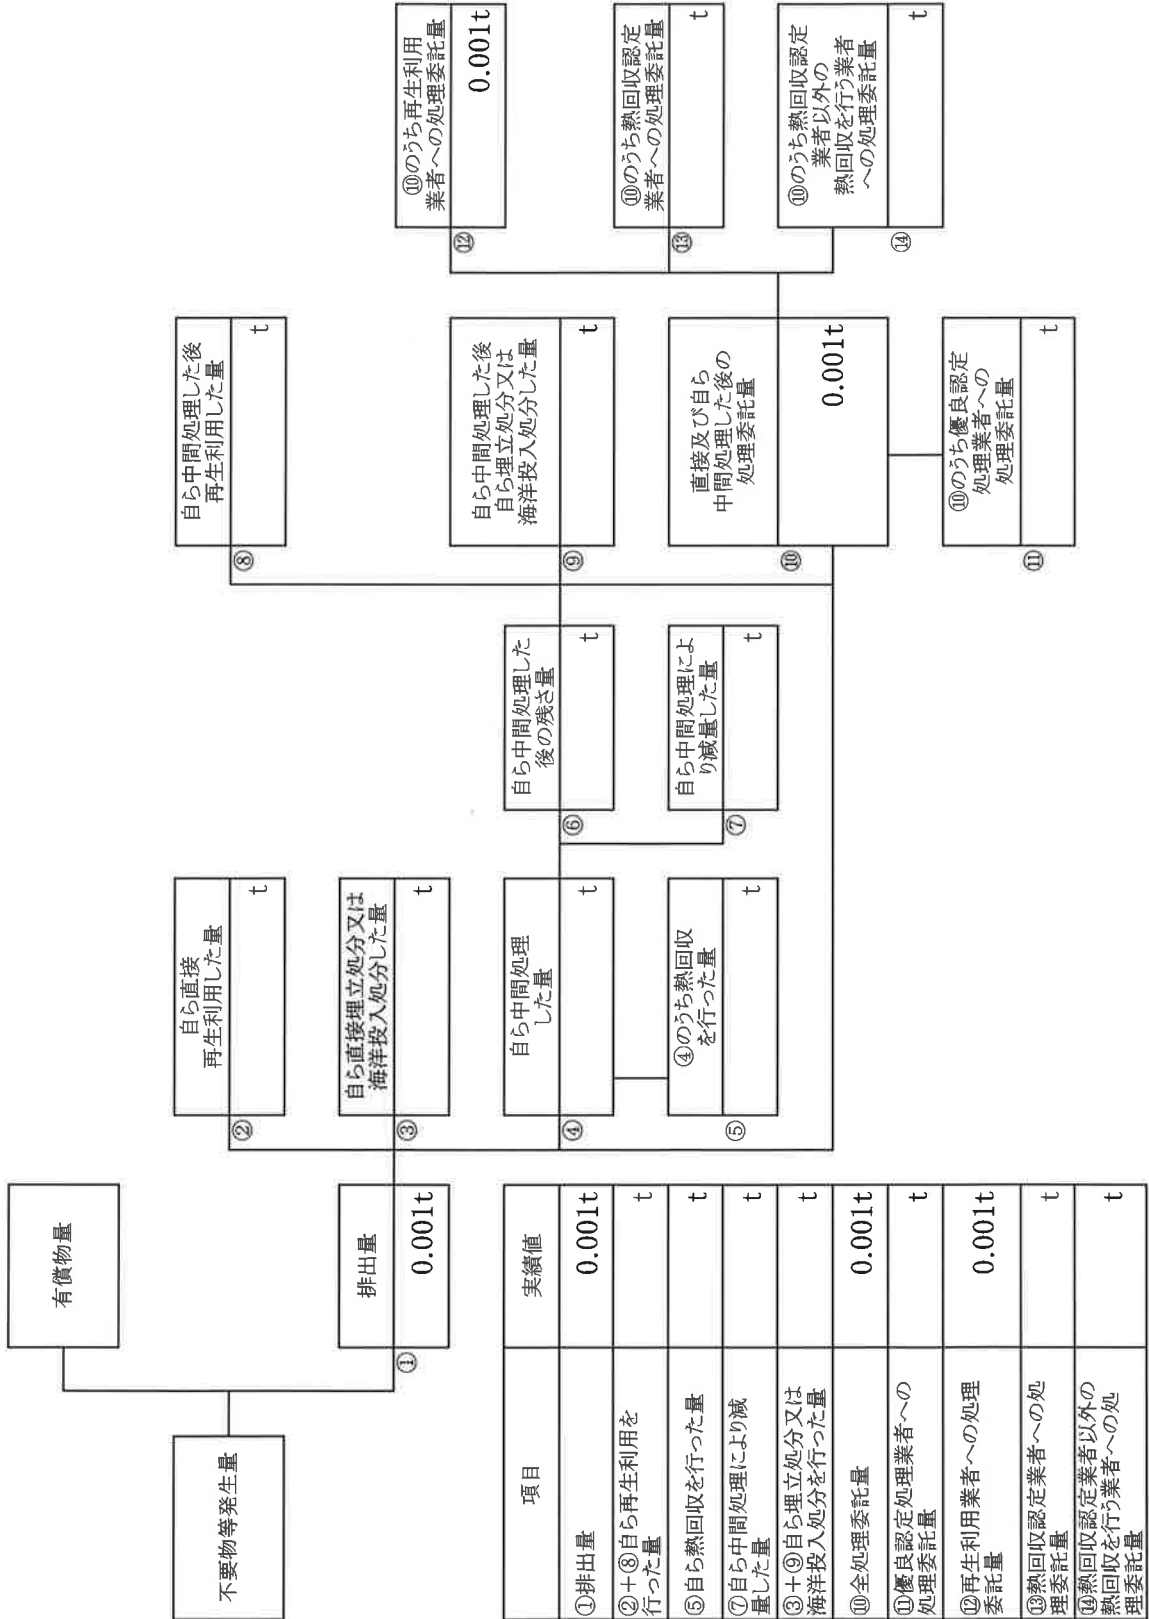 不要物等発生量
有償物量
①
排出量
0.001t
②
自ら直接
再生利用した量
t
③
自ら直接埋立処分又は
海洋投入処分した量
t
④
自ら中間処理
した量
t
⑤
④のうち熱回収
を行った量
t
⑥
自ら中間処理した
後の残さ量
t
⑦
自ら中間処理によ
り減量した量
t
⑧
自ら中間処理した後
再生利用した量
t
⑨
自ら中間処理した後
自ら埋立処分又は
海洋投入処分した量
t
⑩
直接及び自ら
中間処理した後の
処理委託量
0.001t
⑪
⑩のうち優良認定
処理業者への
処理委託量
t
⑫
⑩のうち再生利用
業者への処理委託量
0.001t
⑬
⑩のうち熱回収認定
業者への処理委託量
t
⑭
⑩のうち熱回収認定
業者以外の
熱回収を行う業者
への処理委託量
t
項目
実績値
①排出量
0.001t
②+⑧自ら再生利用を
行った量
t
⑤自ら熱回収を行った量
t
⑦自ら中間処理により減
量した量
t
③+⑨自ら埋立処分又は
海洋投入処分を行った量
t
⑩全処理委託量
0.001t
⑪優良認定処理業者への
処理委託量
t
⑫再生利用業者への処理
委託量
0.001t
⑬熱回収認定業者への処
理委託量
t
⑭熱回収認定業者以外の
熱回収を行う業者への処
理委託量
t